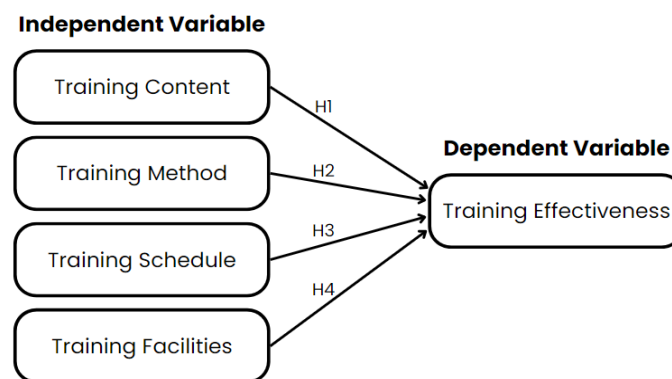 Independent Variable
Training Content
H1
Training Method
H2
Dependent Variable
Training Effectiveness
Training Schedule
H3
Training Facilities
H4